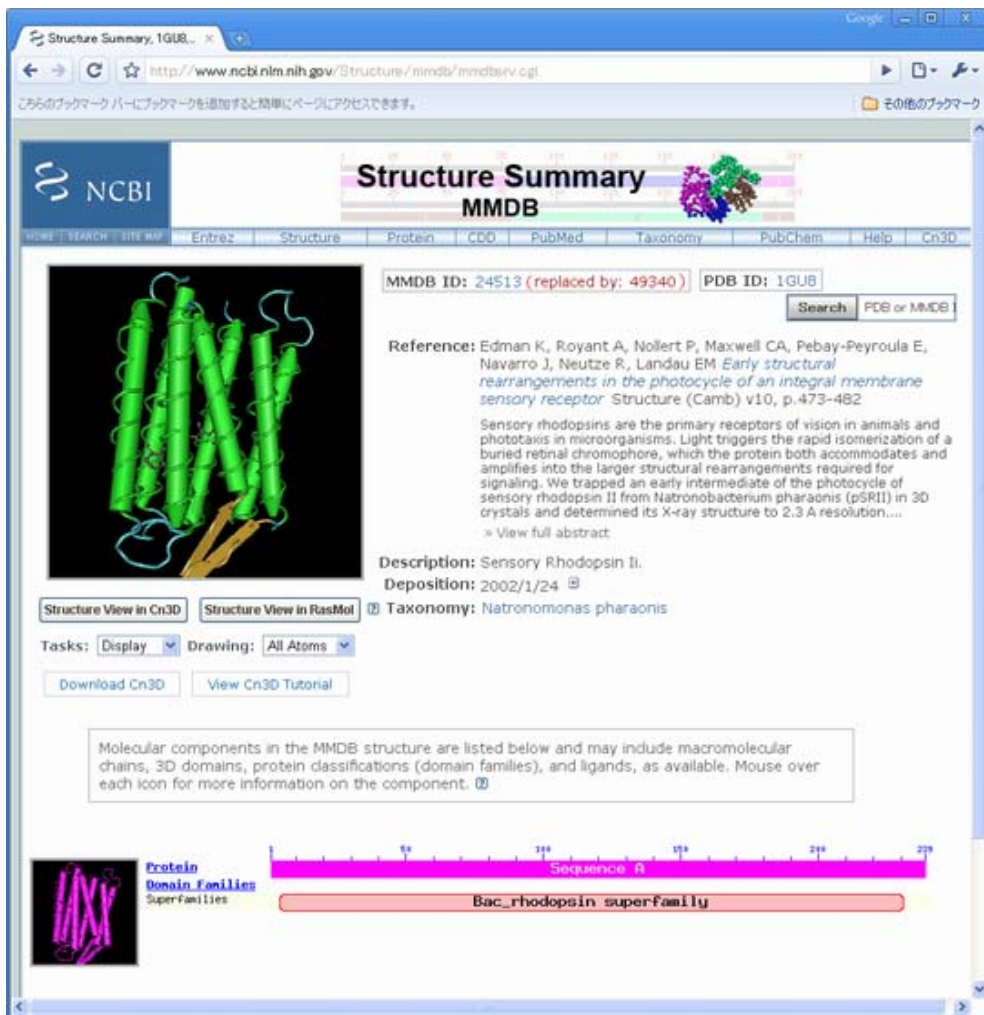 Google
Structure Summary, 1GU8,...
http://www.ncbi.nlm.nih.gov/Structure/mmdb/mmdbsrv.cgi
こちらのブックマーク バーにブックマークを追加すると簡単にページにアクセスできます。
その他のブックマーク
NCBI
Structure Summary
MMDB
HOME SEARCH SITE MAP Entrez Structure Protein CDD PubMed Taxonomy PubChem Help Cn3D
MMDB ID: 24513 (replaced by: 49340) PDB ID: 1GU8
Search PDB or MMDB
Reference: Edman K, Royant A, Nollert P, Maxwell CA, Pebay-Peyroula E,
Navarro J, Neutze R, Landau EM Early structural
rearrangements in the photocycle of an integral membrane
sensory receptor Structure (Camb) v10, p.473-482
Sensory rhodopsins are the primary receptors of vision in animals and
phototaxis in microorganisms. Light triggers the rapid isomerization of a
buried retinal chromophore, which the protein both accommodates and
amplifies into the larger structural rearrangements required for
signaling. We trapped an early intermediate of the photocycle of
sensory rhodopsin II from Natronobacterium pharaonis (pSRII) in 3D
crystals and determined its X-ray structure to 2.3 A resolution....
» View full abstract
Description: Sensory Rhodopsin Ii.
Deposition: 2002/1/24
Structure View in Cn3D Structure View in RasMol ? Taxonomy: Natronomonas pharaonis
Tasks: Display Drawing: All Atoms
Download Cn3D View Cn3D Tutorial
Molecular components in the MMDB structure are listed below and may include macromolecular
chains, 3D domains, protein classifications (domain families), and ligands, as available. Mouse over
each icon for more information on the component. ?
1 50 100 150 200 239
Protein Sequence A
Domain Families
Superfamilies Bac_rhodopsin superfamily